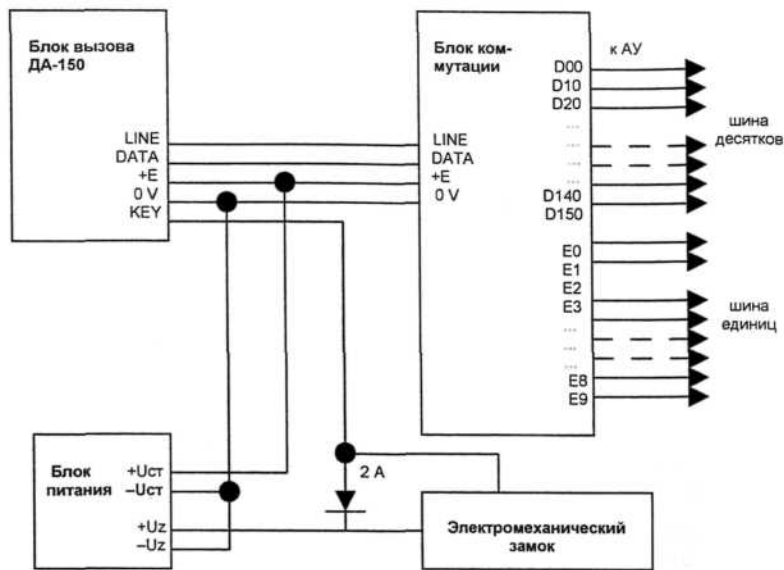 Блок вызова
ДА-150
LINE
DATA
+E
0 V
KEY
Блок ком-
мутации
LINE
DATA
+E
0 V
к АУ
D00
D10
D20
...
...
...
...
D140
D150
шина
десятков
E0
E1
E2
E3
...
...
...
E8
E9
шина
единиц
Блок
питания
+Uст
–Uст
+Uz
–Uz
2 А
Электромеханический
замок